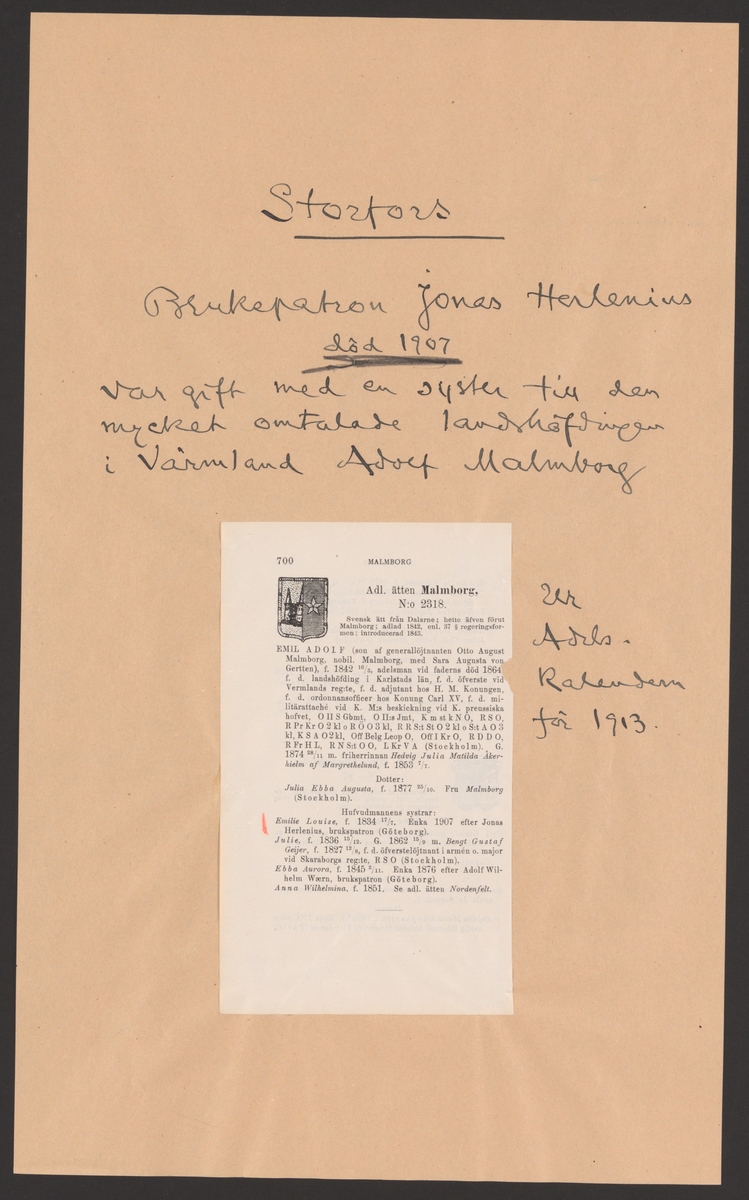 Storfors
Brukspatron Jonas Herlenius
död 1907
var gift med en syster till den
mycket omtalade landshöfdingen
i Värmland Adolf Malmborg
700 MALMBORG
Adl. ätten Malmborg,
N:o 2318.
Svensk ätt från Dalarne; hette äfven förut
Malmborg; adlad 1842, enl. 37 § regeringsfor-
men; introducerad 1843.
EMIL ADOLF (son af generallöjtnanten Otto August
Malmborg, nobil. Malmborg, med Sara Augusta von
Gertten), f. 1842 10/2, adelsman vid faderns död 1864
f. d. landshöfding i Karlstads län, f. d. öfverste vid
Vermlands reg:te, f. d. adjutant hos H. M. Konungen,
f. d. ordonnansofficer hos Konung Carl XV, f. d. mi-
litärattaché vid K. M:s beskickning vid K. preussiska
hofvet, O II S Gbmt, O II:s Jmt, K m st k N O, R S O,
R Pr Kr O 2 kl o R Ö O 3 kl, R R S:t St O 2 kl o S:t A O 3
kl, K S A O 2 kl, Off Belg Leop O, Off I Kr O, R D D O,
R Fr H L, R N S:t O O, L Kr V A (Stockholm). G.
1874 28/11 m. friherrinnan Hedvig Julia Matilda Åker-
hielm af Margrethelund, f. 1853 7/7.
Dotter:
Julia Ebba Augusta, f. 1877 25/10. Fru Malmborg
(Stockholm).
Hufvudmannens systrar:
Emilie Louise, f. 1834 17/7. Enka 1907 efter Jonas
Herlenius, brukspatron (Göteborg).
Julie, f. 1836 15/12. G. 1862 15/9 m. Bengt Gustaf
Geijer, f. 1827 12/8, f. d. öfverstelöjtnant i armén o. major
vid Skaraborgs reg:te, R S O (Stockholm).
Ebba Aurora, f. 1845 2/11. Enka 1876 efter Adolf Wil-
helm Wærn, brukspatron (Göteborg).
Anna Wilhelmina, f. 1851. Se adl. ätten Nordenfelt.
Ur
Adels-
Kalendern
för 1913.